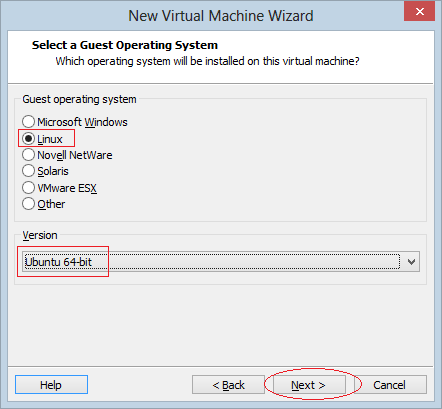 New Virtual Machine Wizard
Select a Guest Operating System
Which operating system will be installed on this virtual machine?
Guest operating system
Microsoft Windows
Linux
Novell NetWare
Solaris
VMware ESX
Other
Version
Ubuntu 64-bit
Help
< Back
Next >
Cancel